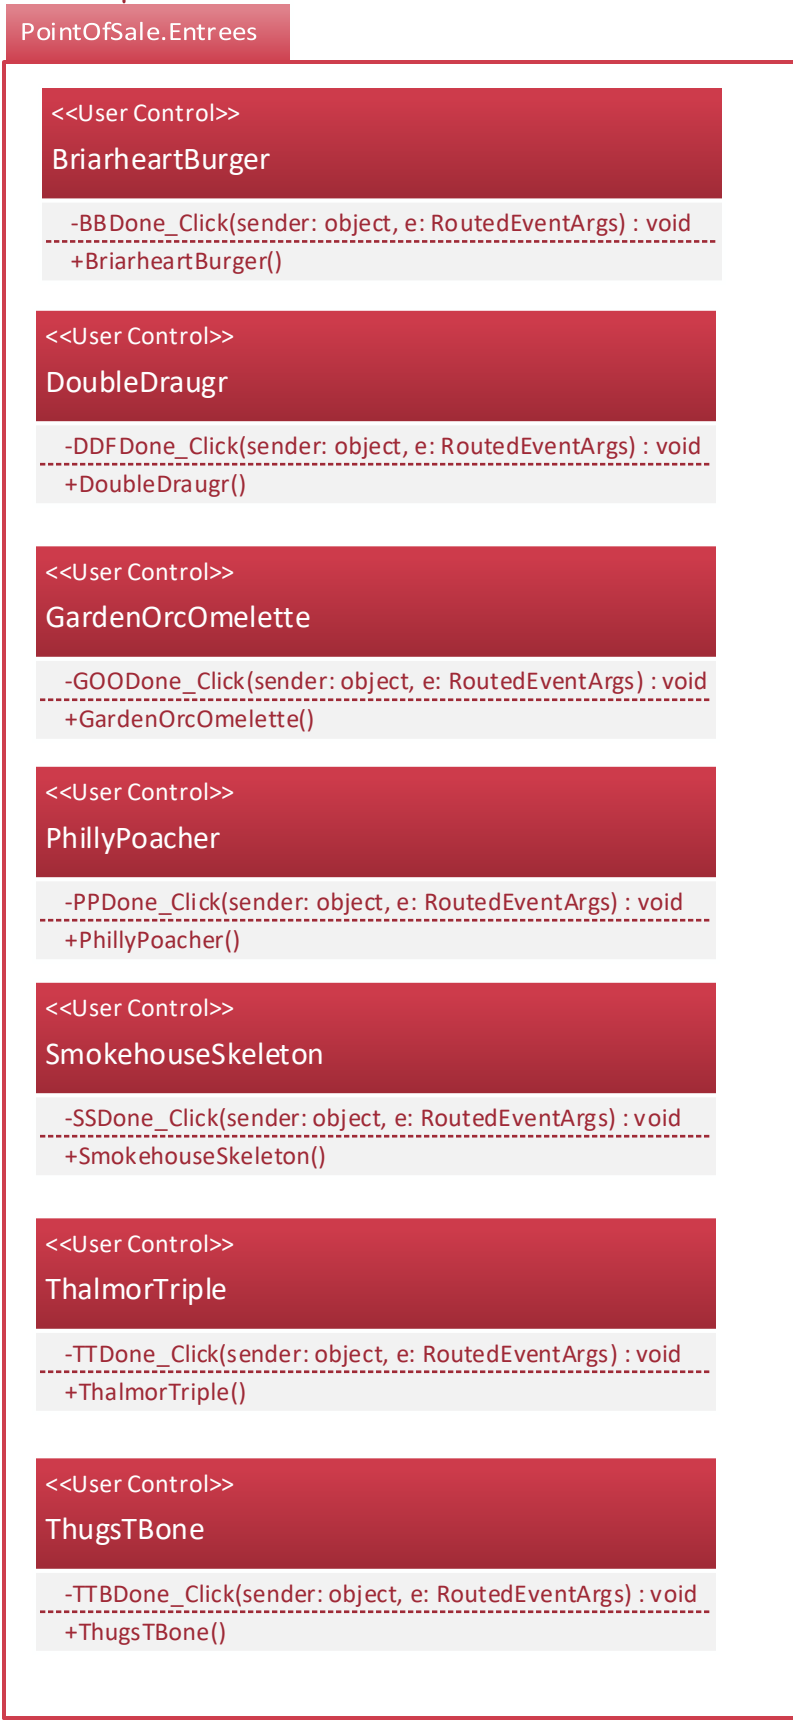 PointOfSale.Entrees
<<User Control>>
BriarheartBurger
-BBDone_Click(sender: object, e: RoutedEventArgs) : void
+BriarheartBurger()
<<User Control>>
DoubleDraugr
-DDFDone_Click(sender: object, e: RoutedEventArgs) : void
+DoubleDraugr()
<<User Control>>
GardenOrcOmelette
-GOODone_Click(sender: object, e: RoutedEventArgs) : void
+GardenOrcOmelette()
<<User Control>>
PhillyPoacher
-PPDone_Click(sender: object, e: RoutedEventArgs) : void
+PhillyPoacher()
<<User Control>>
SmokehouseSkeleton
-SSDone_Click(sender: object, e: RoutedEventArgs) : void
+SmokehouseSkeleton()
<<User Control>>
ThalmorTriple
-TTDone_Click(sender: object, e: RoutedEventArgs) : void
+ThalmorTriple()
<<User Control>>
ThugsTBone
-TTBDone_Click(sender: object, e: RoutedEventArgs) : void
+ThugsTBone()